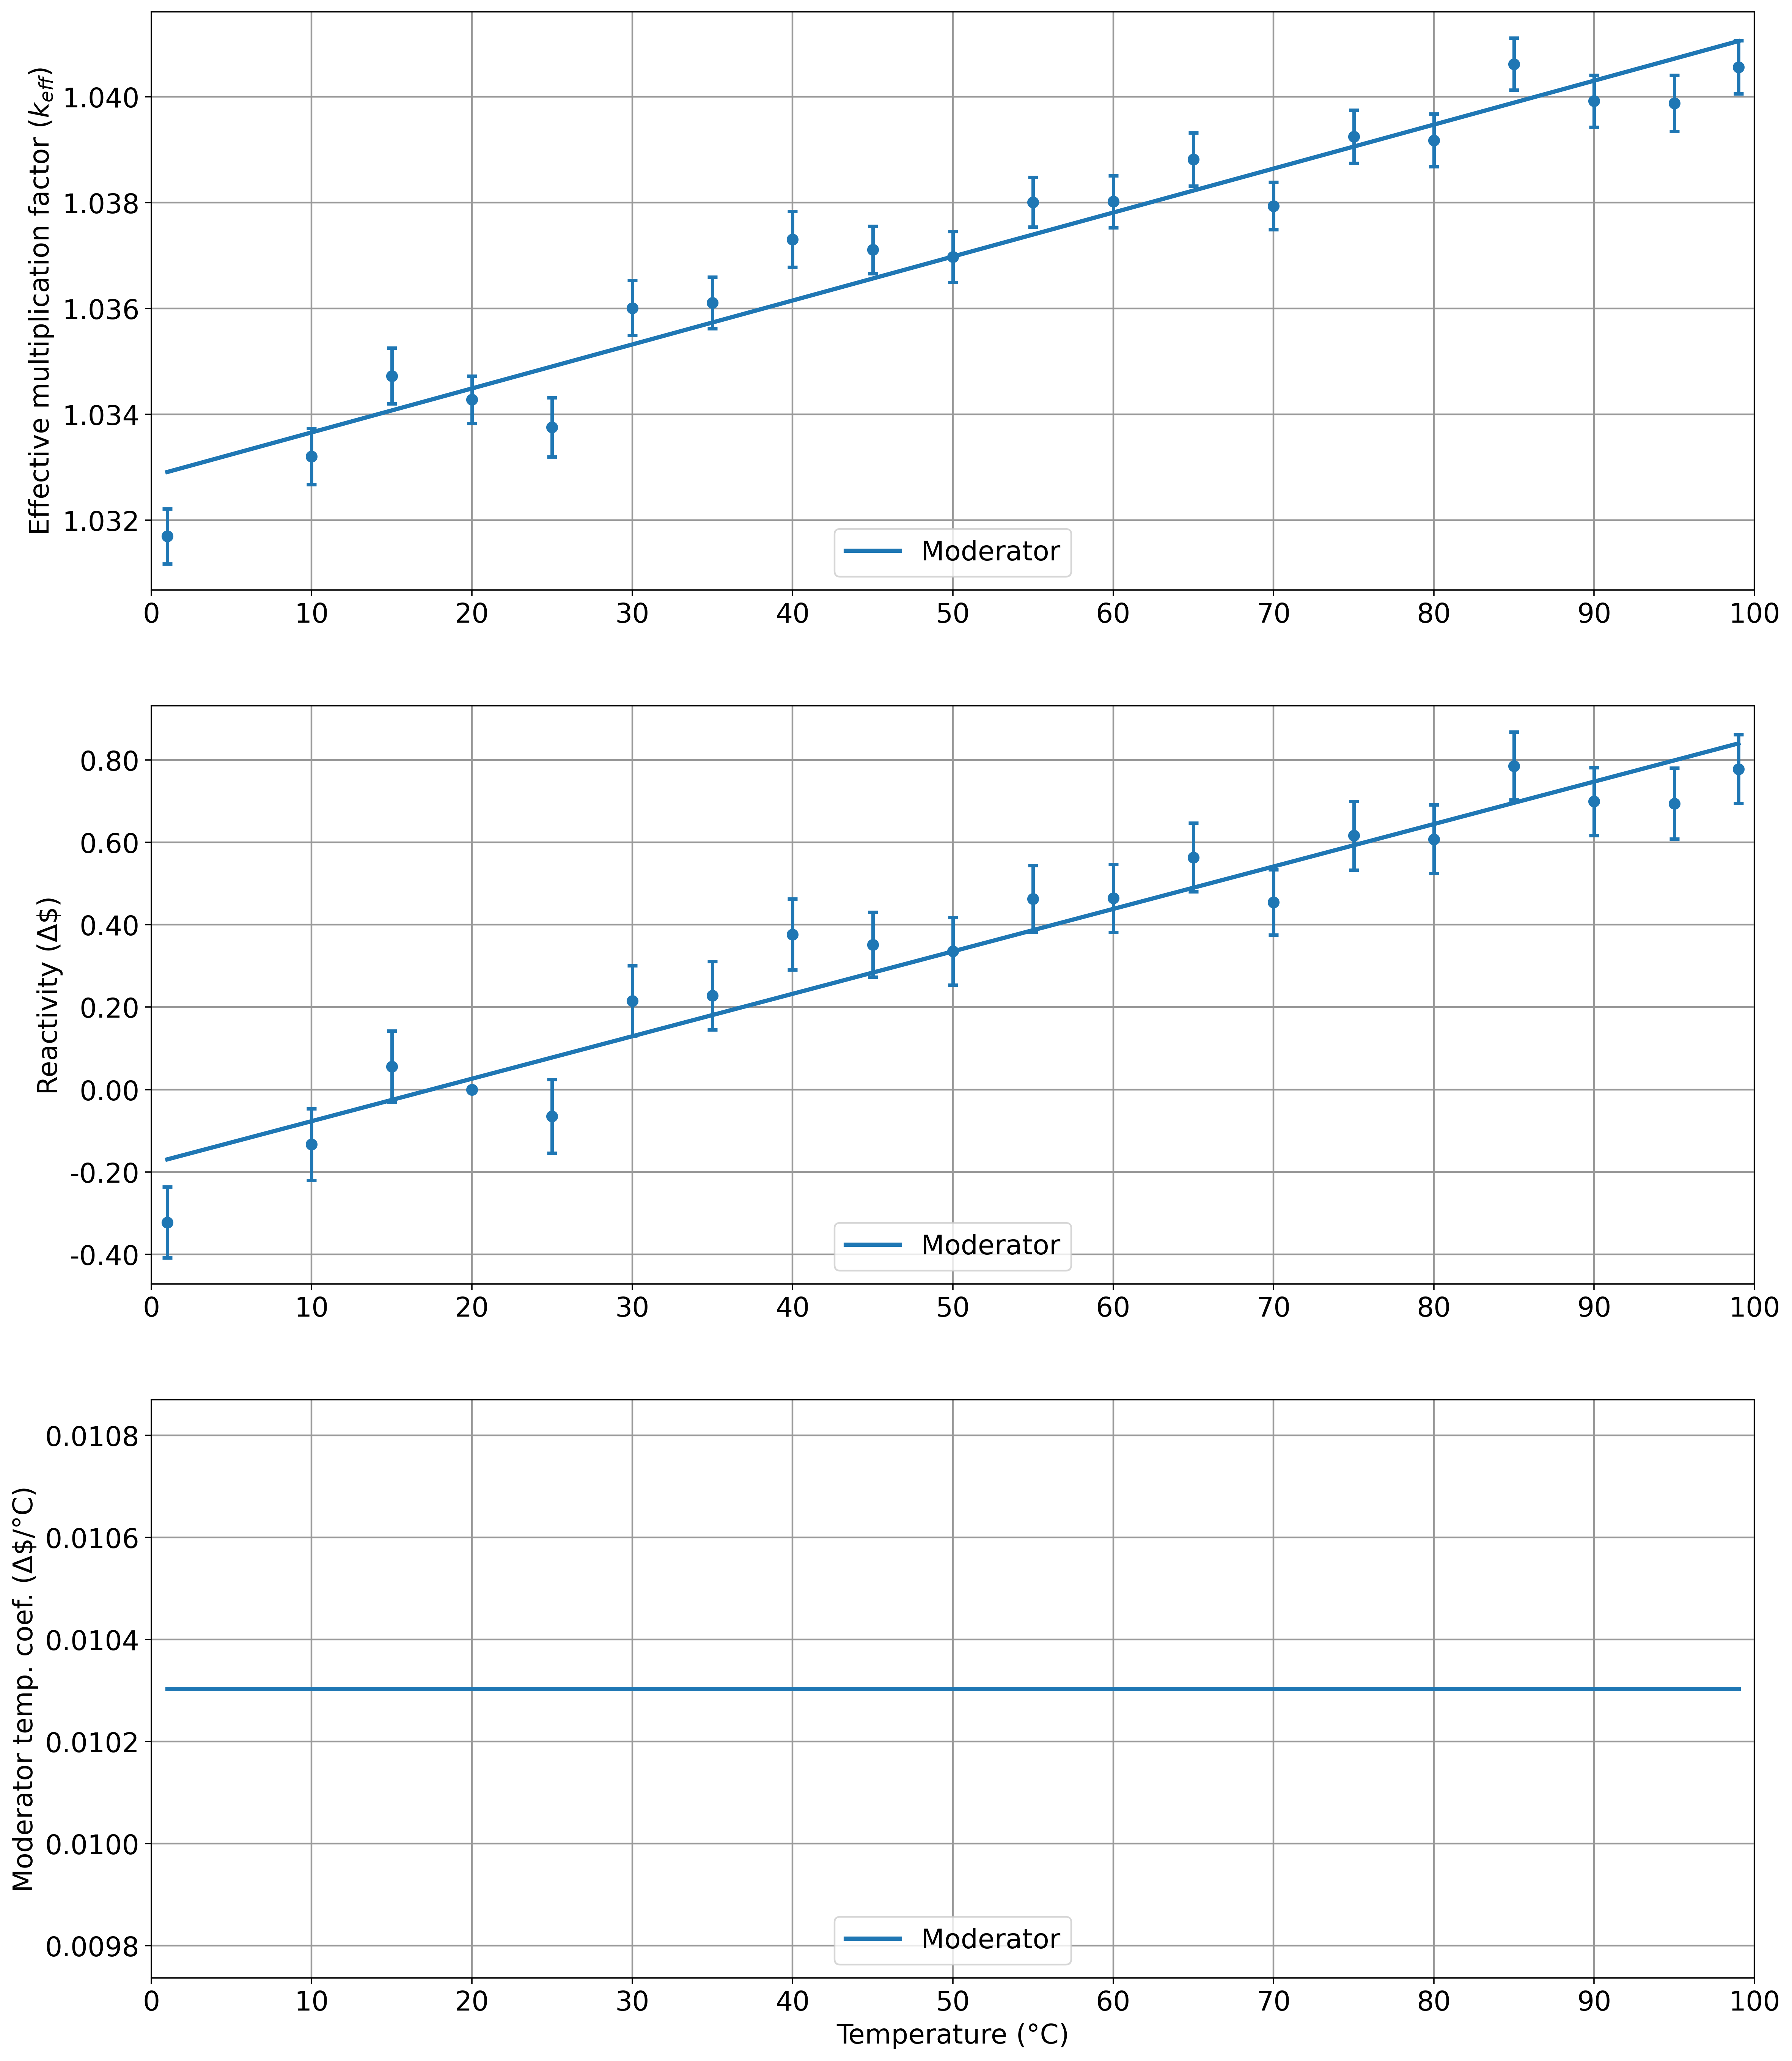 Effective multiplication factor (k_eff)
1.040
1.038
1.036
1.034
1.032
Moderator
0 10 20 30 40 50 60 70 80 90 100
Reactivity (Δ$)
0.80
0.60
0.40
0.20
0.00
-0.20
-0.40
Moderator
0 10 20 30 40 50 60 70 80 90 100
Moderator temp. coef. (Δ$/°C)
0.0108
0.0106
0.0104
0.0102
0.0100
0.0098
Moderator
0 10 20 30 40 50 60 70 80 90 100
Temperature (°C)